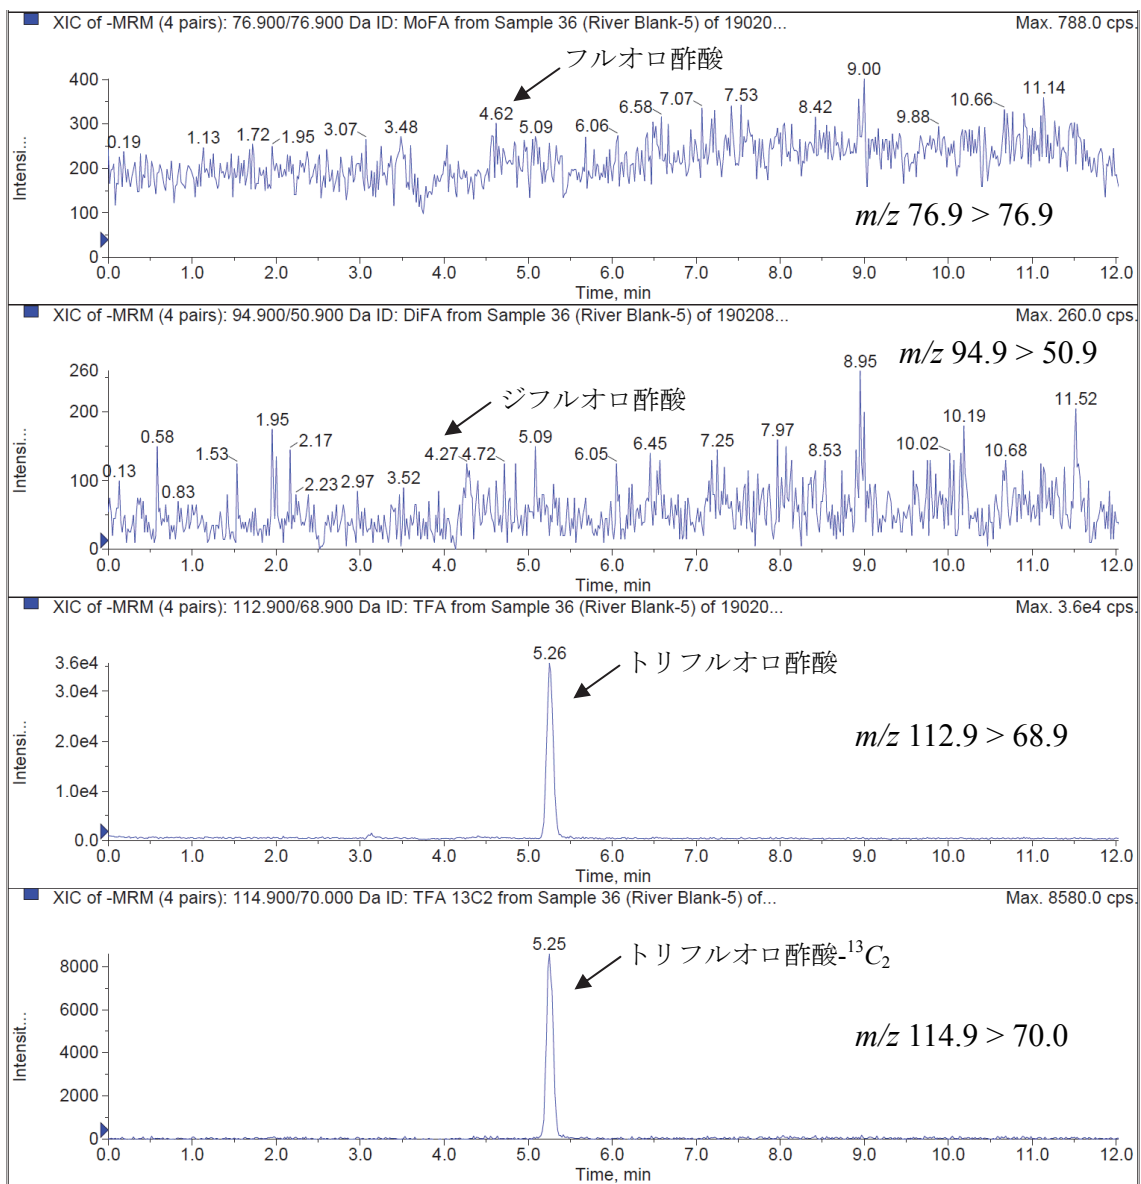 XIC of -MRM (4 pairs): 76.900/76.900 Da ID: MoFA from Sample 36 (River Blank-5) of 19020... Max. 788.0 cps.
フルオロ酢酸
400
300
200
100
0
Intensi...
0.19 1.13 1.72 1.95 3.07 3.48 4.62 5.09 6.06 6.58 7.07 7.53 8.42 9.00 9.88 10.66 11.14
m/z 76.9 > 76.9
0.0 1.0 2.0 3.0 4.0 5.0 6.0 7.0 8.0 9.0 10.0 11.0 12.0
Time, min
XIC of -MRM (4 pairs): 94.900/50.900 Da ID: DiFA from Sample 36 (River Blank-5) of 190208... Max. 260.0 cps.
m/z 94.9 > 50.9
ジフルオロ酢酸
260
200
100
0
Intensi...
0.13 0.58 0.83 1.53 1.95 2.17 2.23 2.97 3.52 4.27 4.72 5.09 6.05 6.45 7.25 7.97 8.53 8.95 10.02 10.19 10.68 11.52
0.0 1.0 2.0 3.0 4.0 5.0 6.0 7.0 8.0 9.0 10.0 11.0 12.0
Time, min
XIC of -MRM (4 pairs): 112.900/68.900 Da ID: TFA from Sample 36 (River Blank-5) of 19020... Max. 3.6e4 cps.
5.26
トリフルオロ酢酸
m/z 112.9 > 68.9
3.6e4
3.0e4
2.0e4
1.0e4
0.0
Intensi...
0.0 1.0 2.0 3.0 4.0 5.0 6.0 7.0 8.0 9.0 10.0 11.0 12.0
Time, min
XIC of -MRM (4 pairs): 114.900/70.000 Da ID: TFA 13C2 from Sample 36 (River Blank-5) of... Max. 8580.0 cps.
5.25
トリフルオロ酢酸-¹³C₂
m/z 114.9 > 70.0
8000
6000
4000
2000
0
Intensit...
0.0 1.0 2.0 3.0 4.0 5.0 6.0 7.0 8.0 9.0 10.0 11.0 12.0
Time, min